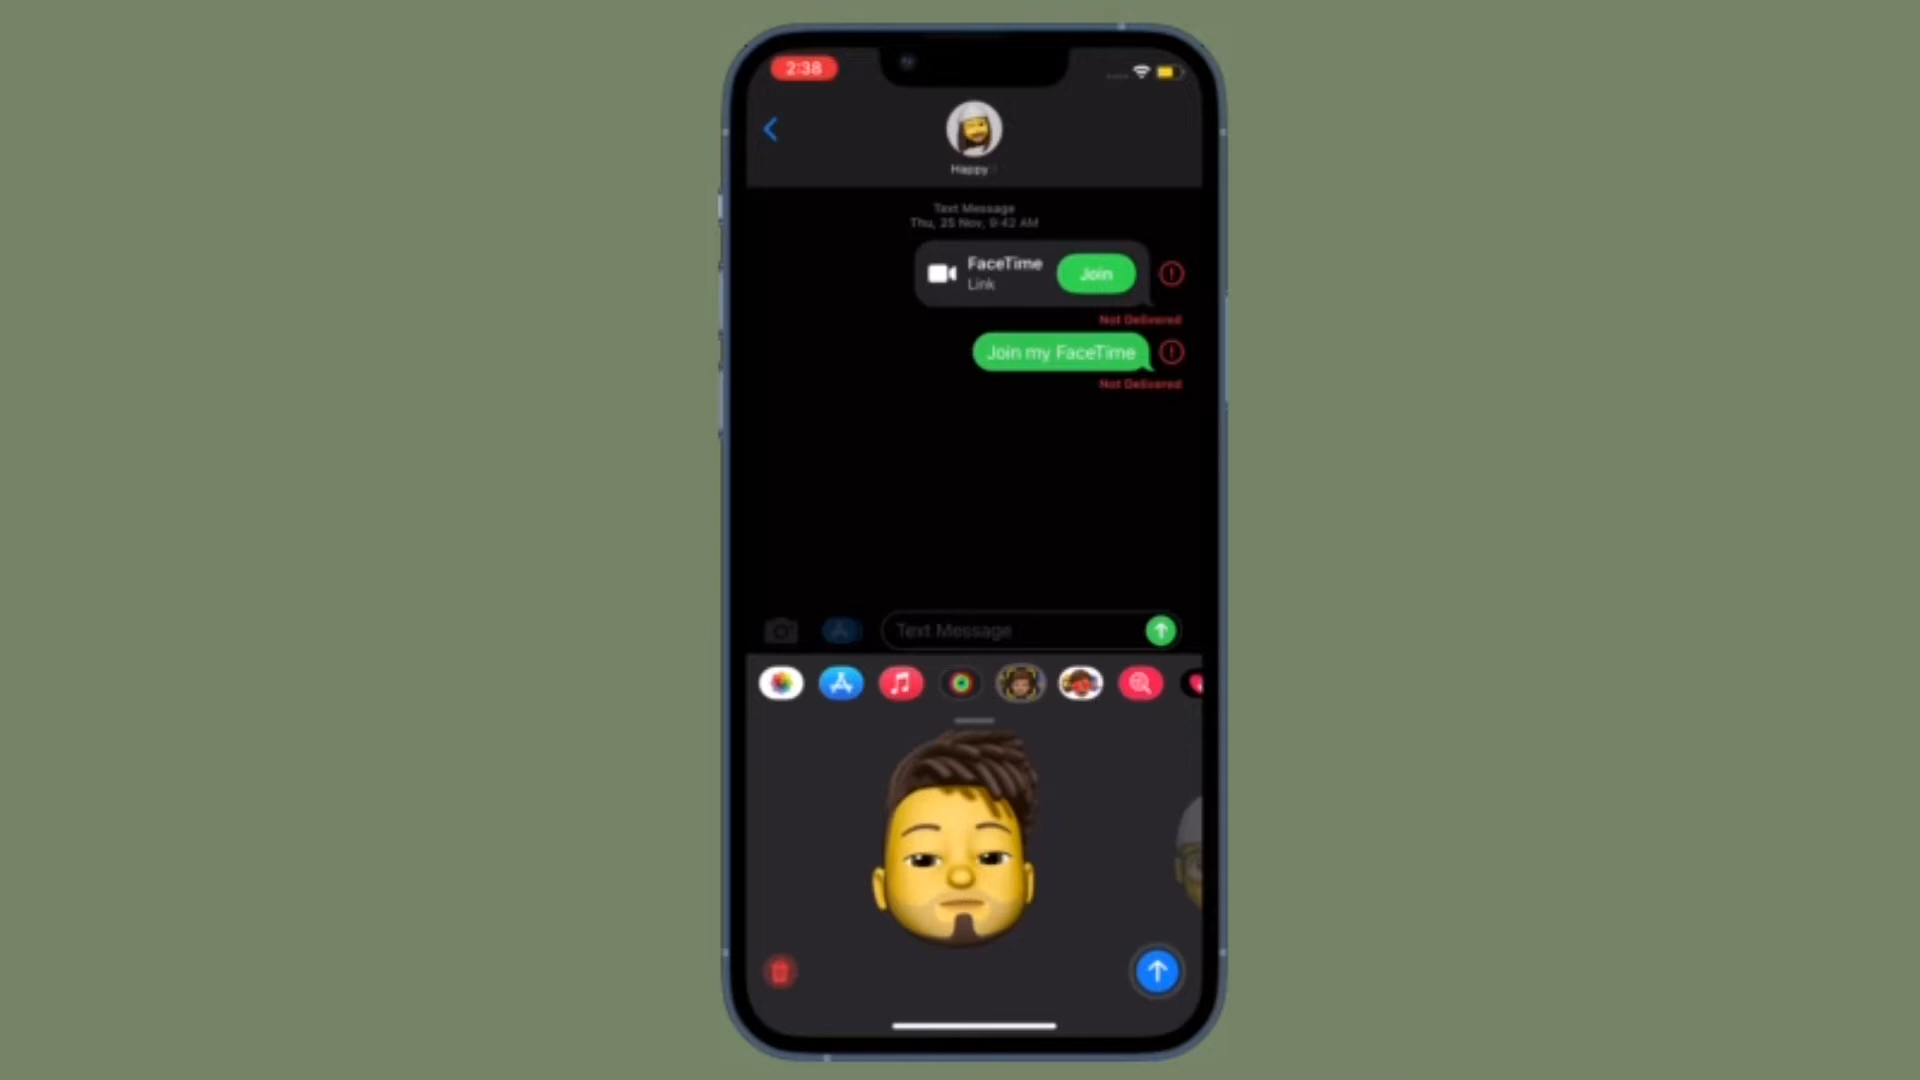 2:38
Happy
Text Message
Thu, 25 Nov, 9:42 AM
FaceTime
Link
Join
Not Delivered
Join my FaceTime
Not Delivered
Text Message